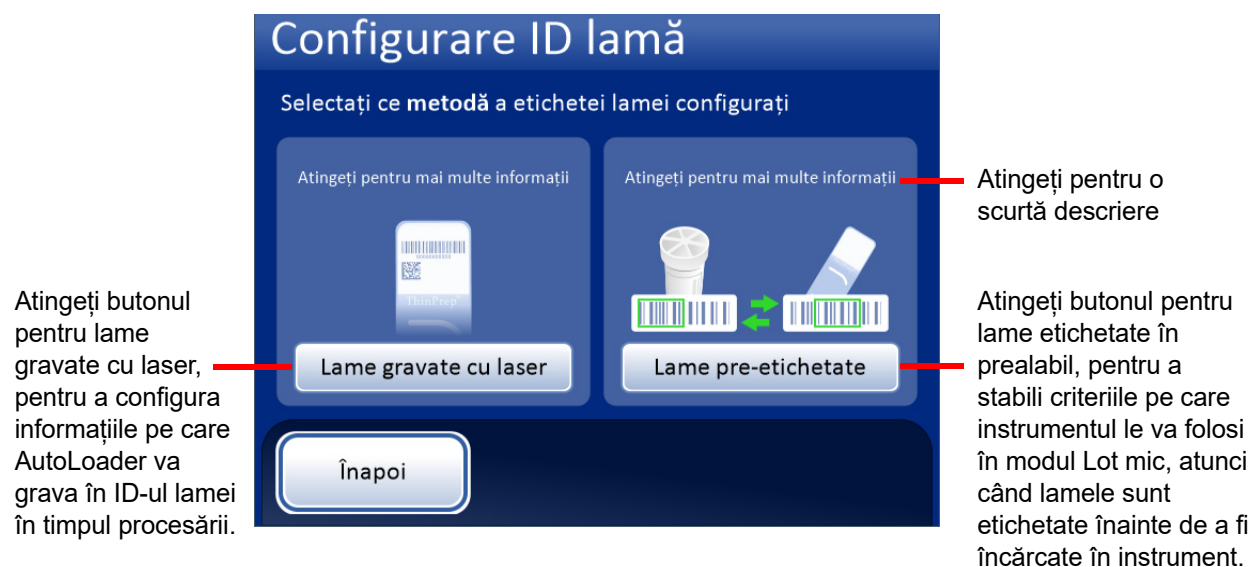 Configurare ID lamă
Selectați ce metodă a etichetei lamei configurați
Atingeți pentru mai multe informații
ThinPrep
Lame gravate cu laser
Atingeți pentru mai multe informații
Lame pre-etichetate
Înapoi
Atingeți butonul
pentru lame
gravate cu laser,
pentru a configura
informațiile pe care
AutoLoader va
grava în ID-ul lamei
în timpul procesării.
Atingeți pentru o
scurtă descriere
Atingeți butonul pentru
lame etichetate în
prealabil, pentru a
stabili criteriile pe care
instrumentul le va folosi
în modul Lot mic, atunci
când lamele sunt
etichetate înainte de a fi
încărcate în instrument.